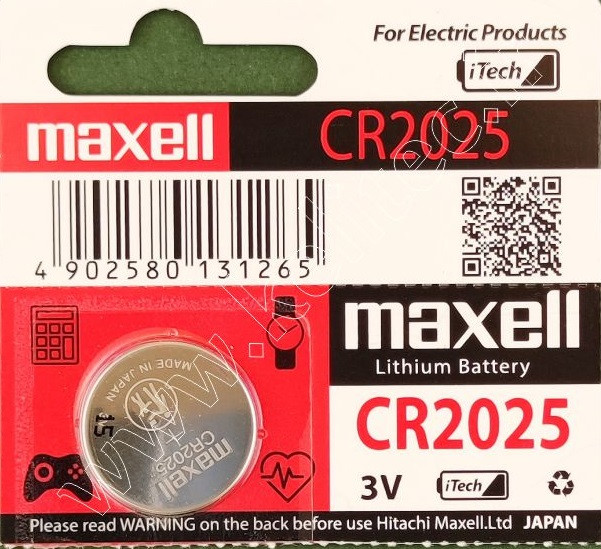 For Electric Products
iTech
maxell
CR2025
4 902580 131265
maxell
Lithium Battery
CR2025
3V
iTech
MADE IN JAPAN
15
maxell
CR2025
Please read WARNING on the back before use Hitachi Maxell.Ltd JAPAN